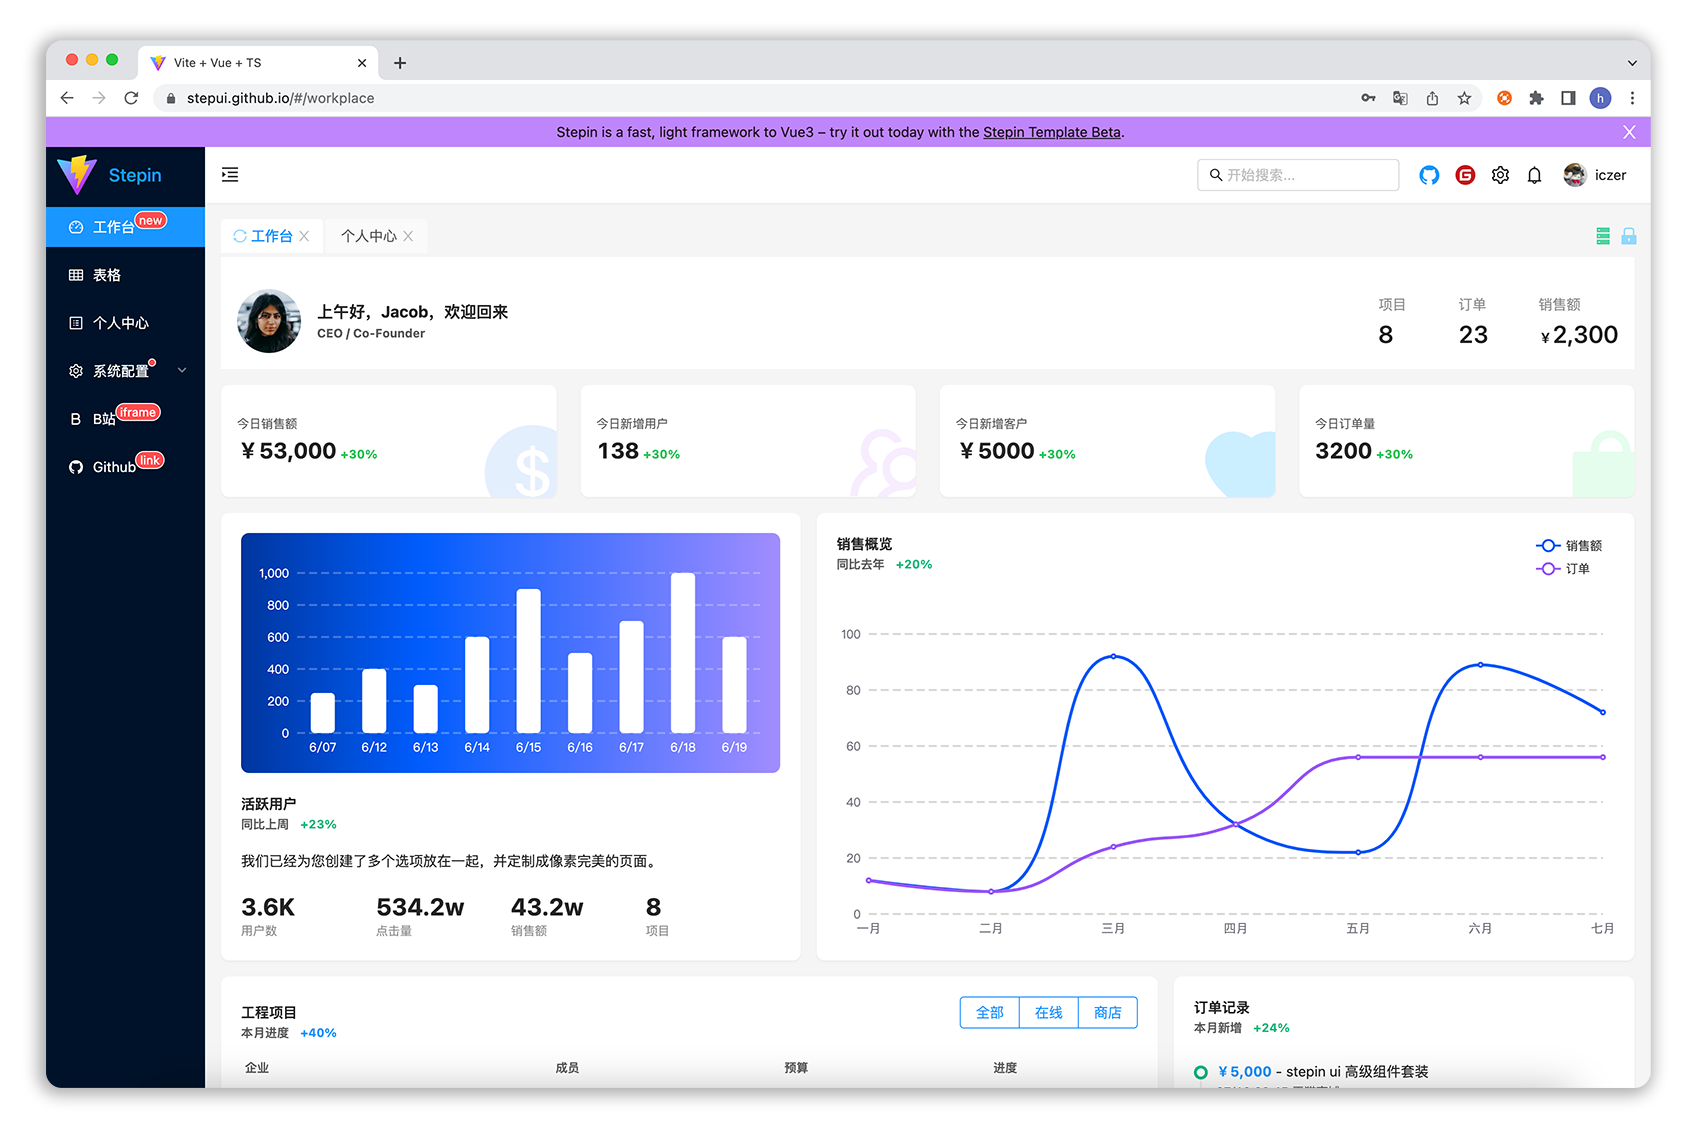 Vite + Vue + TS
stepui.github.io/#/workplace
h
Stepin is a fast, light framework to Vue3 – try it out today with the Stepin Template Beta.
Stepin
开始搜索...
iczer
工作台 new
表格
个人中心
系统配置
B B站 iframe
Github link
工作台
个人中心
上午好，Jacob，欢迎回来
CEO / Co-Founder
项目
8
订单
23
销售额
¥ 2,300
今日销售额
¥ 53,000 +30%
今日新增用户
138 +30%
今日新增客户
¥ 5000 +30%
今日订单量
3200 +30%
1,000
800
600
400
200
0
6/07 6/12 6/13 6/14 6/15 6/16 6/17 6/18 6/19
活跃用户
同比上周 +23%
我们已经为您创建了多个选项放在一起，并定制成像素完美的页面。
3.6K 534.2w 43.2w 8
用户数 点击量 销售额 项目
销售概览
同比去年 +20%
销售额
订单
100
80
60
40
20
0
一月 二月 三月 四月 五月 六月 七月
工程项目
本月进度 +40%
全部 在线 商店
企业 成员 预算 进度
订单记录
本月新增 +24%
¥ 5,000 - stepin ui 高级组件套装